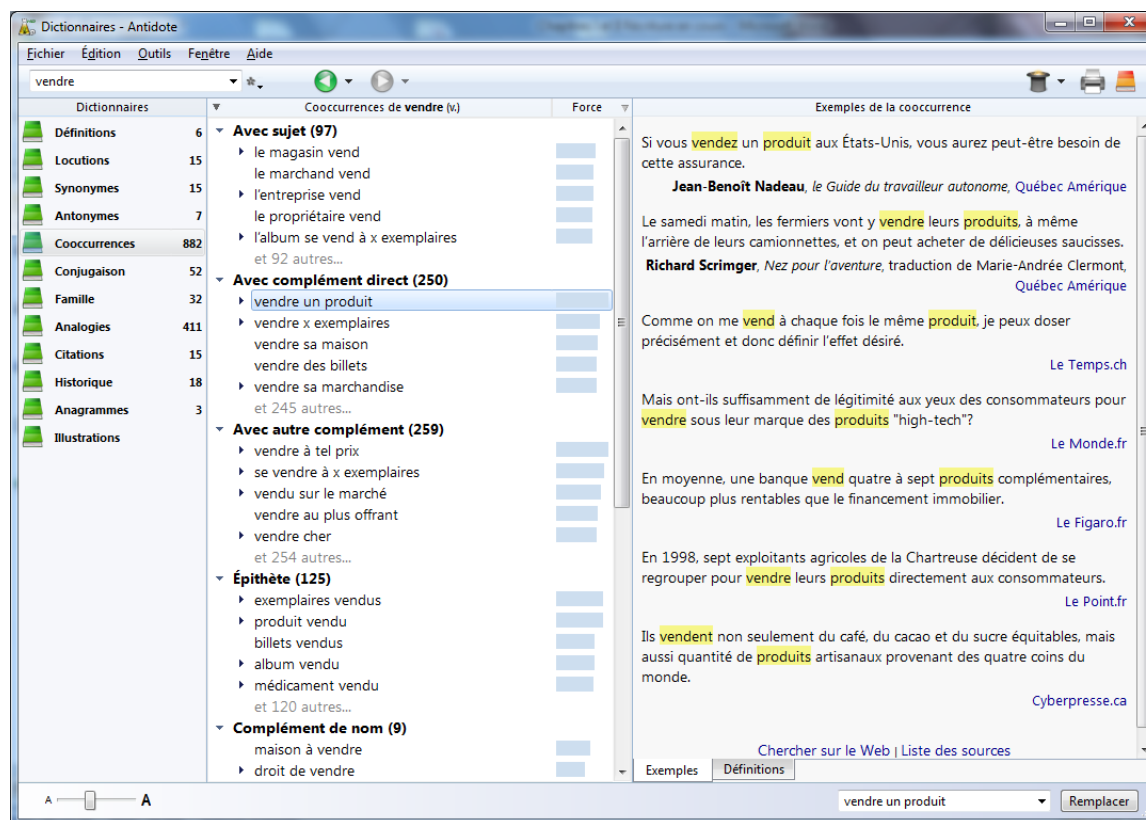 Dictionnaires - Antidote
Fichier Édition Outils Fenêtre Aide
vendre
Dictionnaires
Définitions 6
Locutions 15
Synonymes 15
Antonymes 7
Cooccurrences 882
Conjugaison 52
Famille 32
Analogies 411
Citations 15
Historique 18
Anagrammes 3
Illustrations
Cooccurrences de vendre (v.) Force
Avec sujet (97)
le magasin vend
le marchand vend
l'entreprise vend
le propriétaire vend
l'album se vend à x exemplaires
et 92 autres...
Avec complément direct (250)
vendre un produit
vendre x exemplaires
vendre sa maison
vendre des billets
vendre sa marchandise
et 245 autres...
Avec autre complément (259)
vendre à tel prix
se vendre à x exemplaires
vendu sur le marché
vendre au plus offrant
vendre cher
et 254 autres...
Épithète (125)
exemplaires vendus
produit vendu
billets vendus
album vendu
médicament vendu
et 120 autres...
Complément de nom (9)
maison à vendre
droit de vendre
Exemples de la cooccurrence
Si vous vendez un produit aux États-Unis, vous aurez peut-être besoin de
cette assurance.
Jean-Benoît Nadeau, le Guide du travailleur autonome, Québec Amérique
Le samedi matin, les fermiers vont y vendre leurs produits, à même
l'arrière de leurs camionnettes, et on peut acheter de délicieuses saucisses.
Richard Scrimger, Nez pour l'aventure, traduction de Marie-Andrée Clermont,
Québec Amérique
Comme on me vend à chaque fois le même produit, je peux doser
précisément et donc définir l'effet désiré.
Le Temps.ch
Mais ont-ils suffisamment de légitimité aux yeux des consommateurs pour
vendre sous leur marque des produits "high-tech"?
Le Monde.fr
En moyenne, une banque vend quatre à sept produits complémentaires,
beaucoup plus rentables que le financement immobilier.
Le Figaro.fr
En 1998, sept exploitants agricoles de la Chartreuse décident de se
regrouper pour vendre leurs produits directement aux consommateurs.
Le Point.fr
Ils vendent non seulement du café, du cacao et du sucre équitables, mais
aussi quantité de produits artisanaux provenant des quatre coins du
monde.
Cyberpresse.ca
Chercher sur le Web | Liste des sources
Exemples Définitions
A A
vendre un produit Remplacer